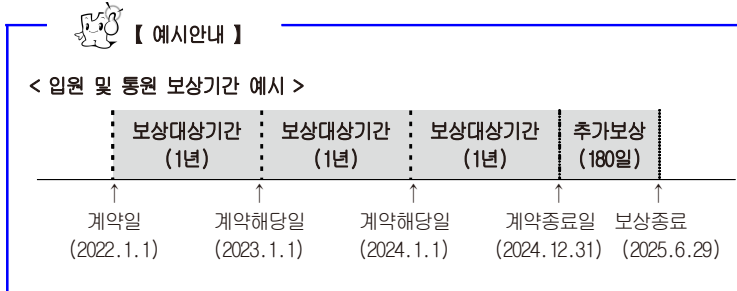 【 예시안내 】
< 입원 및 통원 보상기간 예시 >
보상대상기간 보상대상기간 보상대상기간 추가보상
(1년) (1년) (1년) (180일)
↑ ↑ ↑ ↑ ↑
계약일 계약해당일 계약해당일 계약종료일 보상종료
(2022.1.1) (2023.1.1) (2024.1.1) (2024.12.31) (2025.6.29)